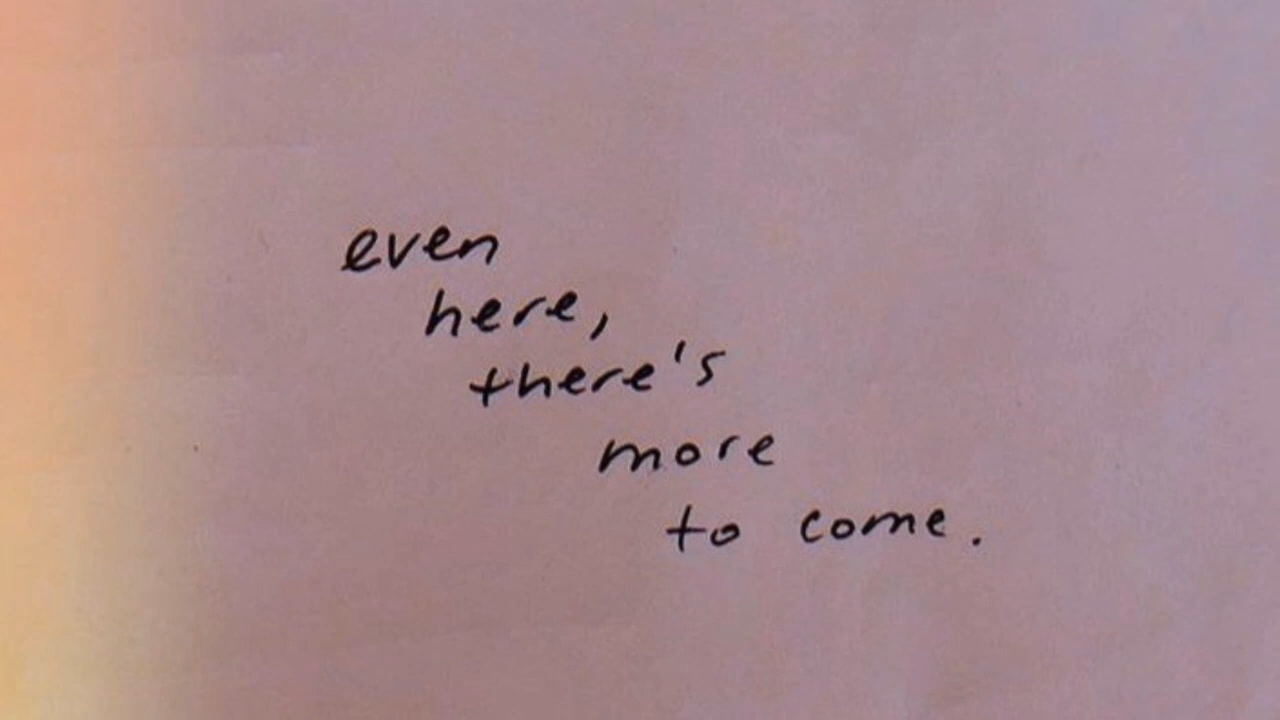 even
here,
there's
more
to come.